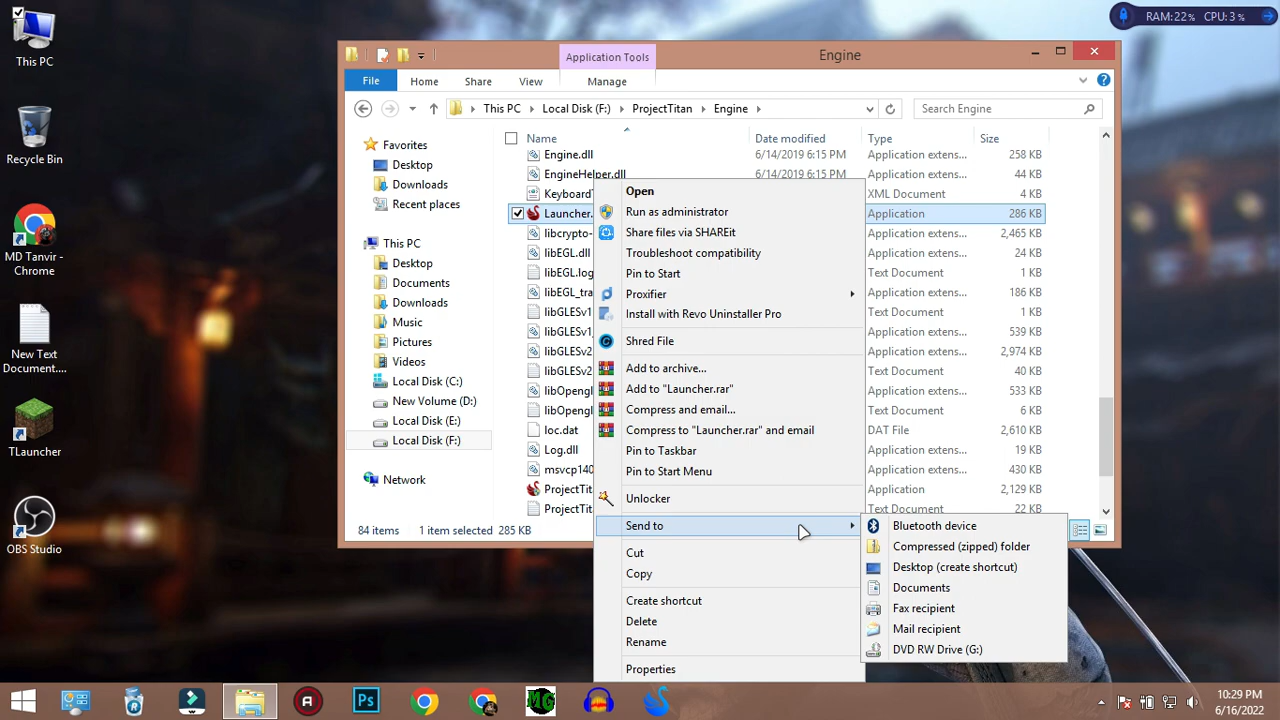 RAM:22% CPU:3 %
This PC
Recycle Bin
MD Tanvir -
Chrome
New Text
Document....
TLauncher
OBS Studio
Application Tools
Engine
File
Home
Share
View
Manage
This PC
Local Disk (F:)
ProjectTitan
Engine
Search Engine
Favorites
Desktop
Downloads
Recent places
This PC
Desktop
Documents
Downloads
Music
Pictures
Videos
Local Disk (C:)
New Volume (D:)
Local Disk (E:)
Local Disk (F:)
Network
Name Date modified Type Size
Engine.dll 6/14/2019 6:15 PM Application extens... 258 KB
EngineHelper.dll 6/14/2019 6:15 PM Application extens... 44 KB
Keyboard XML Document 4 KB
Launcher. Application 286 KB
libcrypto- Application extens... 2,465 KB
libEGL.dll Application extens... 24 KB
libEGL.log Text Document 1 KB
libEGL_tra Application extens... 186 KB
libGLESv1 Text Document 1 KB
libGLESv1 Application extens... 539 KB
libGLESv2 Application extens... 2,974 KB
libGLESv2 Text Document 40 KB
libOpengl Application extens... 533 KB
libOpengl Text Document 6 KB
loc.dat DAT File 2,610 KB
Log.dll Application extens... 19 KB
msvcp140 Application extens... 430 KB
ProjectTit Application 2,129 KB
ProjectTit Text Document 22 KB
84 items 1 item selected 285 KB
Open
Run as administrator
Share files via SHAREit
Troubleshoot compatibility
Pin to Start
Proxifier
Install with Revo Uninstaller Pro
Shred File
Add to archive...
Add to "Launcher.rar"
Compress and email...
Compress to "Launcher.rar" and email
Pin to Taskbar
Pin to Start Menu
Unlocker
Send to
Cut
Copy
Create shortcut
Delete
Rename
Properties
Bluetooth device
Compressed (zipped) folder
Desktop (create shortcut)
Documents
Fax recipient
Mail recipient
DVD RW Drive (G:)
Ps
MG
10:29 PM
6/16/2022